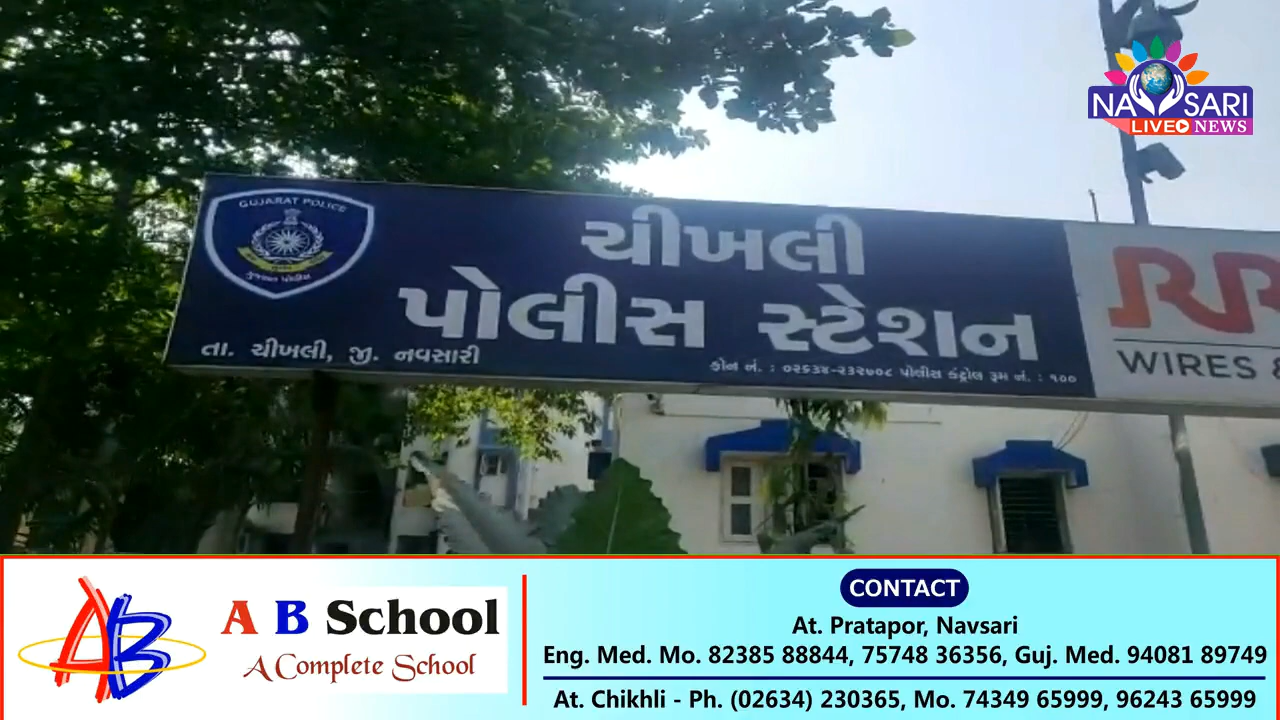 NAVSARI
LIVE NEWS
GUJARAT POLICE
ગુજરાત પોલીસ
ચીખલી
પોલીસ સ્ટેશન
તા. ચીખલી, જી. નવસારી
ફોન નં. : ૦૨૬૩૪-૨૩૨૭૦૮ પોલીસ કંટ્રોલ રૂમ નં. : ૧૦૦
RR
WIRES &
AB
A B School
A Complete School
CONTACT
At. Pratapor, Navsari
Eng. Med. Mo. 82385 88844, 75748 36356, Guj. Med. 94081 89749
At. Chikhli - Ph. (02634) 230365, Mo. 74349 65999, 96243 65999